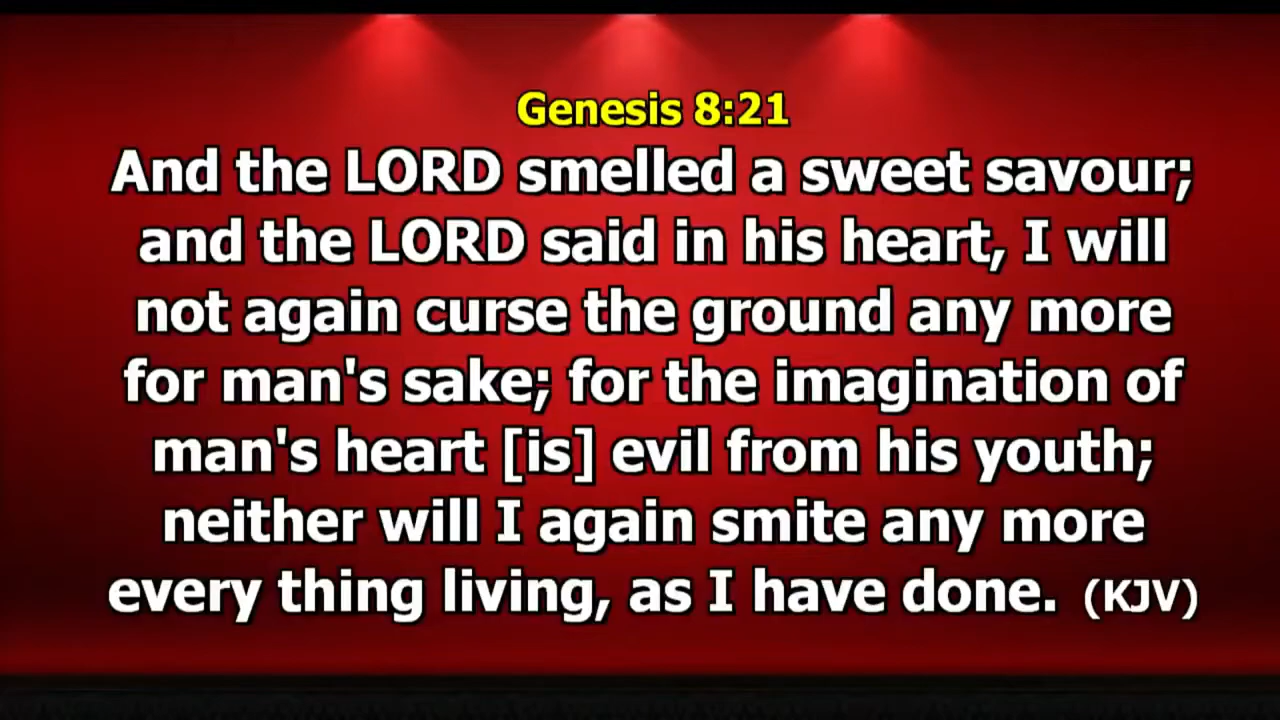 Genesis 8:21
And the LORD smelled a sweet savour;
and the LORD said in his heart, I will
not again curse the ground any more
for man's sake; for the imagination of
man's heart [is] evil from his youth;
neither will I again smite any more
every thing living, as I have done. (KJV)